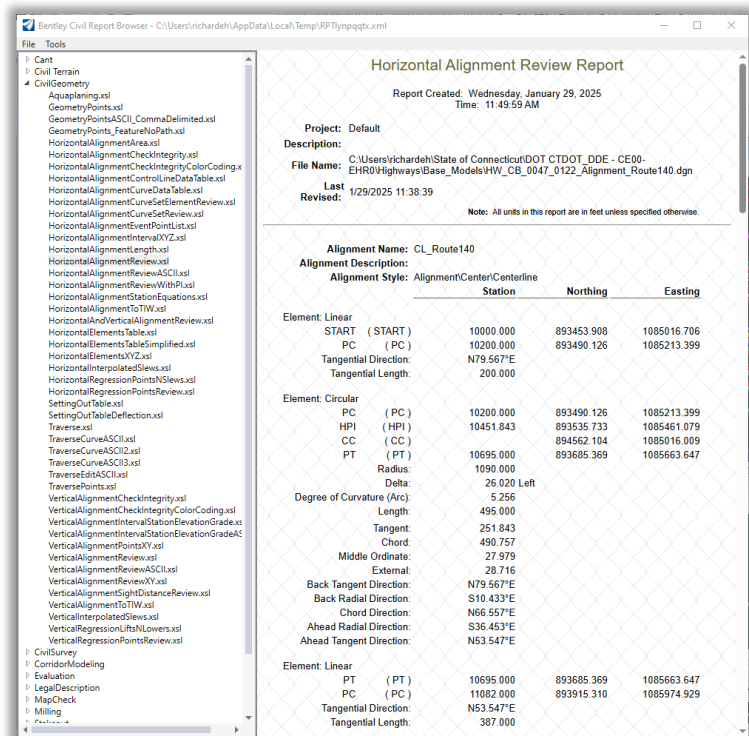 Bentley Civil Report Browser - C:\Users\richardeh\AppData\Local\Temp\RPTlynpqqtx.xml
File Tools
Cant
Civil Terrain
CivilGeometry
Aquaplaning.xsl
GeometryPoints.xsl
GeometryPointsASCII_CommaDelimited.xsl
GeometryPoints_FeatureNoPath.xsl
HorizontalAlignmentArea.xsl
HorizontalAlignmentCheckIntegrity.xsl
HorizontalAlignmentCheckIntegrityColorCoding.x
HorizontalAlignmentControlLineDataTable.xsl
HorizontalAlignmentCurveDataTable.xsl
HorizontalAlignmentCurveSetElementReview.xsl
HorizontalAlignmentCurveSetReview.xsl
HorizontalAlignmentEventPointList.xsl
HorizontalAlignmentIntervalXYZ.xsl
HorizontalAlignmentLength.xsl
HorizontalAlignmentReview.xsl
HorizontalAlignmentReviewASCII.xsl
HorizontalAlignmentReviewWithPI.xsl
HorizontalAlignmentStationEquations.xsl
HorizontalAlignmentToTIW.xsl
HorizontalAndVerticalAlignmentReview.xsl
HorizontalElementsTable.xsl
HorizontalElementsTableSimplified.xsl
HorizontalElementsXYZ.xsl
HorizontalInterpolatedSlews.xsl
HorizontalRegressionPointsNSlews.xsl
HorizontalRegressionPointsReview.xsl
SettingOutTable.xsl
SettingOutTableDeflection.xsl
Traverse.xsl
TraverseCurveASCII.xsl
TraverseCurveASCII2.xsl
TraverseCurveASCII3.xsl
TraverseEditASCII.xsl
TraversePoints.xsl
VerticalAlignmentCheckIntegrity.xsl
VerticalAlignmentCheckIntegrityColorCoding.xsl
VerticalAlignmentIntervalStationElevationGrade.xs
VerticalAlignmentIntervalStationElevationGradeAS
VerticalAlignmentPointsXY.xsl
VerticalAlignmentReview.xsl
VerticalAlignmentReviewASCII.xsl
VerticalAlignmentReviewXY.xsl
VerticalAlignmentSightDistanceReview.xsl
VerticalAlignmentToTIW.xsl
VerticalInterpolatedSlews.xsl
VerticalRegressionLiftsNLowers.xsl
VerticalRegressionPointsReview.xsl
CivilSurvey
CorridorModeling
Evaluation
LegalDescription
MapCheck
Milling
Horizontal Alignment Review Report
Report Created: Wednesday, January 29, 2025
Time: 11:49:59 AM
Project: Default
Description:
File Name: C:\Users\richardeh\State of Connecticut\DOT CTDOT_DDE - CE00-
EHR0\Highways\Base_Models\HW_CB_0047_0122_Alignment_Route140.dgn
Last Revised: 1/29/2025 11:38:39
Note: All units in this report are in feet unless specified otherwise.
Alignment Name: CL_Route140
Alignment Description:
Alignment Style: Alignment\Center\Centerline
Station Northing Easting
Element: Linear
START ( START ) 10000.000 893453.908 1085016.706
PC ( PC ) 10200.000 893490.126 1085213.399
Tangential Direction: N79.567°E
Tangential Length: 200.000
Element: Circular
PC ( PC ) 10200.000 893490.126 1085213.399
HPI ( HPI ) 10451.843 893535.733 1085461.079
CC ( CC ) 894562.104 1085016.009
PT ( PT ) 10695.000 893685.369 1085663.647
Radius: 1090.000
Delta: 26.020 Left
Degree of Curvature (Arc): 5.256
Length: 495.000
Tangent: 251.843
Chord: 490.757
Middle Ordinate: 27.979
External: 28.716
Back Tangent Direction: N79.567°E
Back Radial Direction: S10.433°E
Chord Direction: N66.557°E
Ahead Radial Direction: S36.453°E
Ahead Tangent Direction: N53.547°E
Element: Linear
PT ( PT ) 10695.000 893685.369 1085663.647
PC ( PC ) 11082.000 893915.310 1085974.929
Tangential Direction: N53.547°E
Tangential Length: 387.000